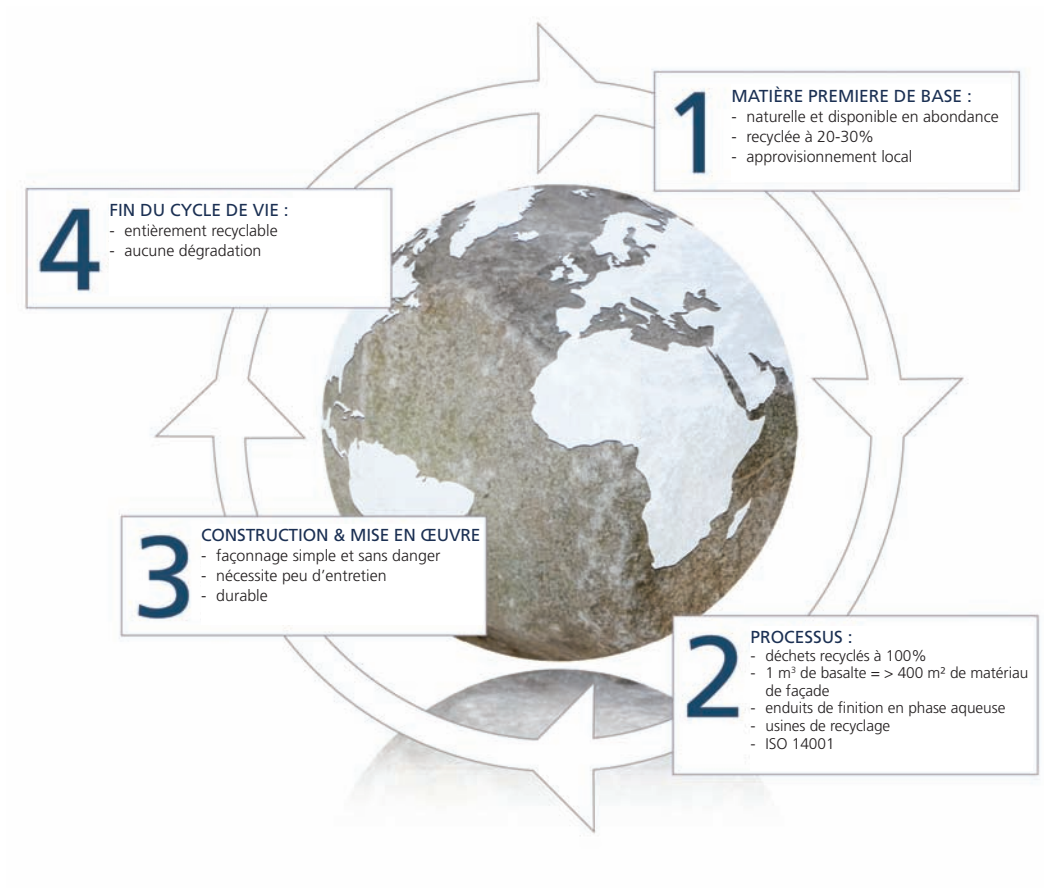 1
MATIÈRE PREMIERE DE BASE :
- naturelle et disponible en abondance
- recyclée à 20-30%
- approvisionnement local
2
PROCESSUS :
- déchets recyclés à 100%
- 1 m³ de basalte = > 400 m² de matériau
de façade
- enduits de finition en phase aqueuse
- usines de recyclage
- ISO 14001
3
CONSTRUCTION & MISE EN ŒUVRE
- façonnage simple et sans danger
- nécessite peu d’entretien
- durable
4
FIN DU CYCLE DE VIE :
- entièrement recyclable
- aucune dégradation